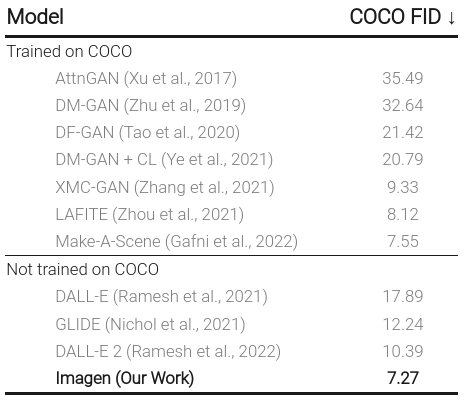 Model COCO FID ↓
Trained on COCO
AttnGAN (Xu et al., 2017) 35.49
DM-GAN (Zhu et al., 2019) 32.64
DF-GAN (Tao et al., 2020) 21.42
DM-GAN + CL (Ye et al., 2021) 20.79
XMC-GAN (Zhang et al., 2021) 9.33
LAFITE (Zhou et al., 2021) 8.12
Make-A-Scene (Gafni et al., 2022) 7.55
Not trained on COCO
DALL-E (Ramesh et al., 2021) 17.89
GLIDE (Nichol et al., 2021) 12.24
DALL-E 2 (Ramesh et al., 2022) 10.39
Imagen (Our Work) 7.27